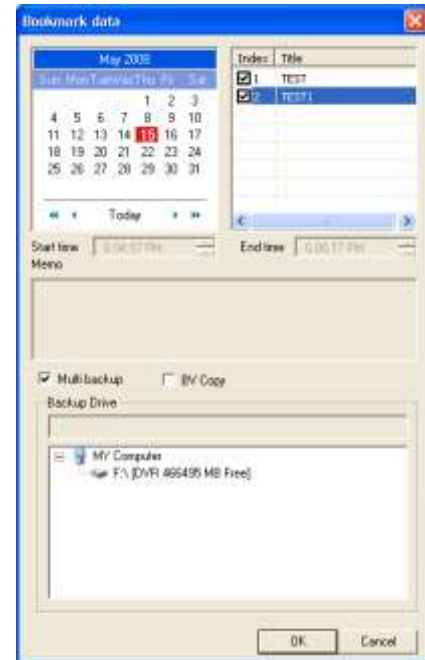 Bookmark data
May 2008
Sun Mon Tue Wed Thu Fri Sat
1 2 3
4 5 6 7 8 9 10
11 12 13 14 15 16 17
18 19 20 21 22 23 24
25 26 27 28 29 30 31
Today
Index Title
1 TEST
2 TEST1
Start time
End time
Memo
Multi backup
BV Copy
Backup Drive
MY Computer
F:\ [DVR 466495 MB Free]
OK
Cancel